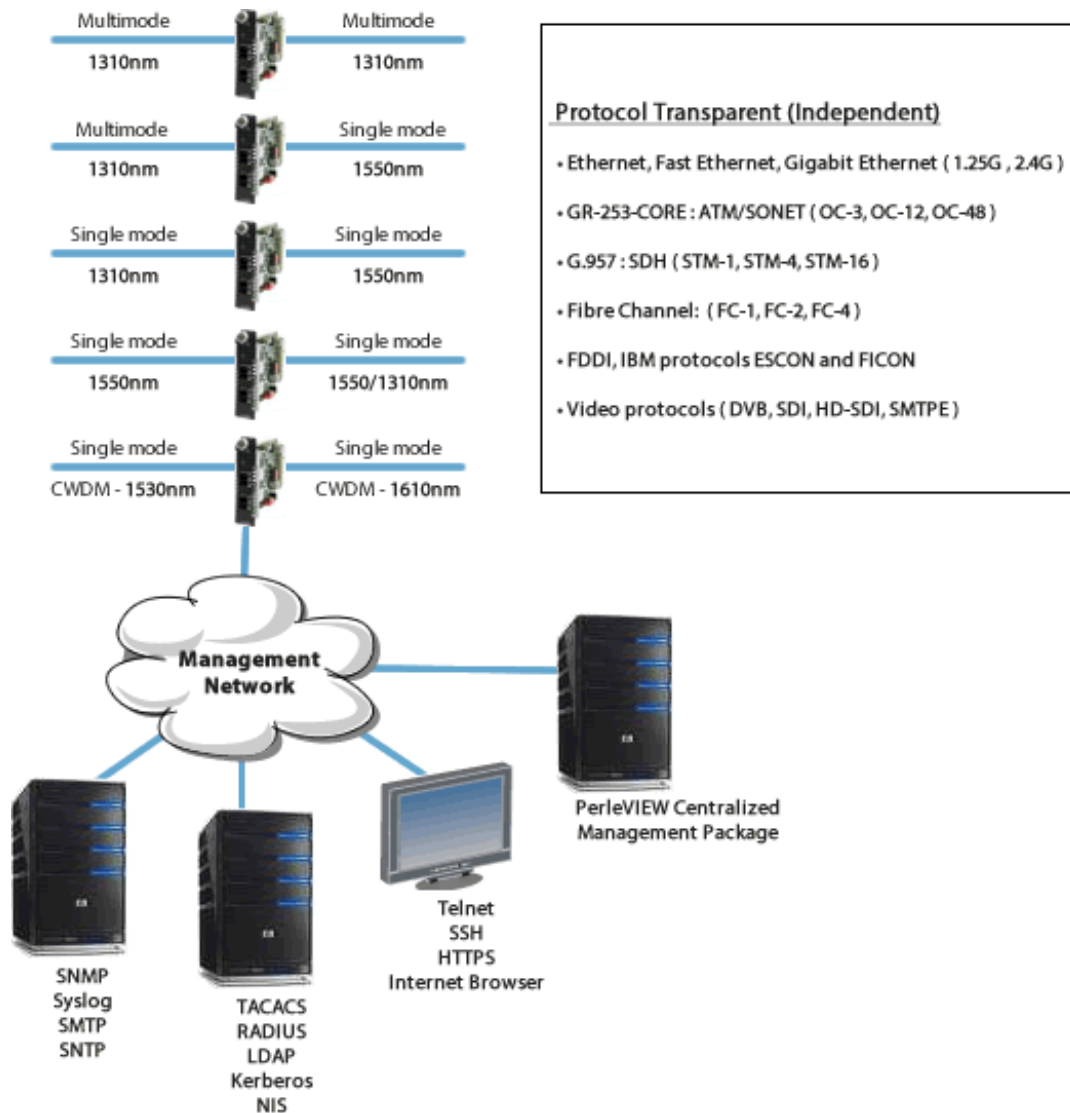 Multimode
Multimode
1310nm
1310nm
Multimode
Single mode
1310nm
1550nm
Single mode
Single mode
1310nm
1550nm
Single mode
Single mode
1550nm
1550/1310nm
Single mode
Single mode
CWDM - 1530nm
CWDM - 1610nm
Protocol Transparent (Independent)
• Ethernet, Fast Ethernet, Gigabit Ethernet ( 1.25G , 2.4G )
• GR-253-CORE : ATM/SONET ( OC-3, OC-12, OC-48 )
• G.957 : SDH ( STM-1, STM-4, STM-16 )
• Fibre Channel: ( FC-1, FC-2, FC-4 )
• FDDI, IBM protocols ESCON and FICON
• Video protocols ( DVB, SDI, HD-SDI, SMTPE )
Management
Network
PerleVIEW Centralized
Management Package
Telnet
SSH
HTTPS
Internet Browser
SNMP
Syslog
SMTP
SNTP
TACACS
RADIUS
LDAP
Kerberos
NIS